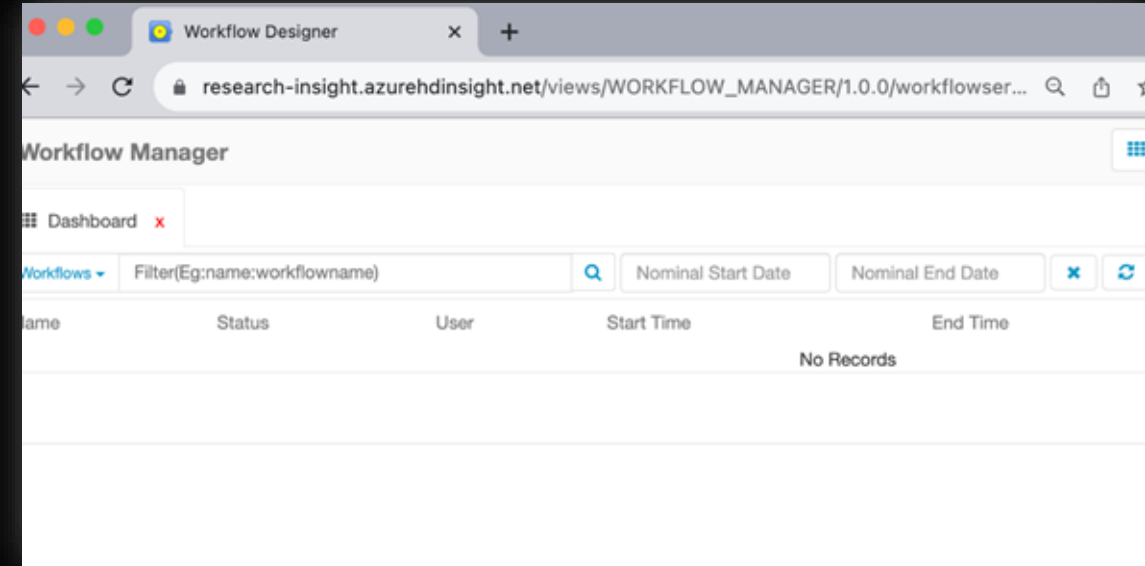 Workflow Designer
research-insight.azurehdinsight.net/views/WORKFLOW_MANAGER/1.0.0/workflowser...
Workflow Manager
Dashboard x
Workflows
Filter(Eg:name:workflowname) Nominal Start Date Nominal End Date
ame Status User Start Time End Time
No Records